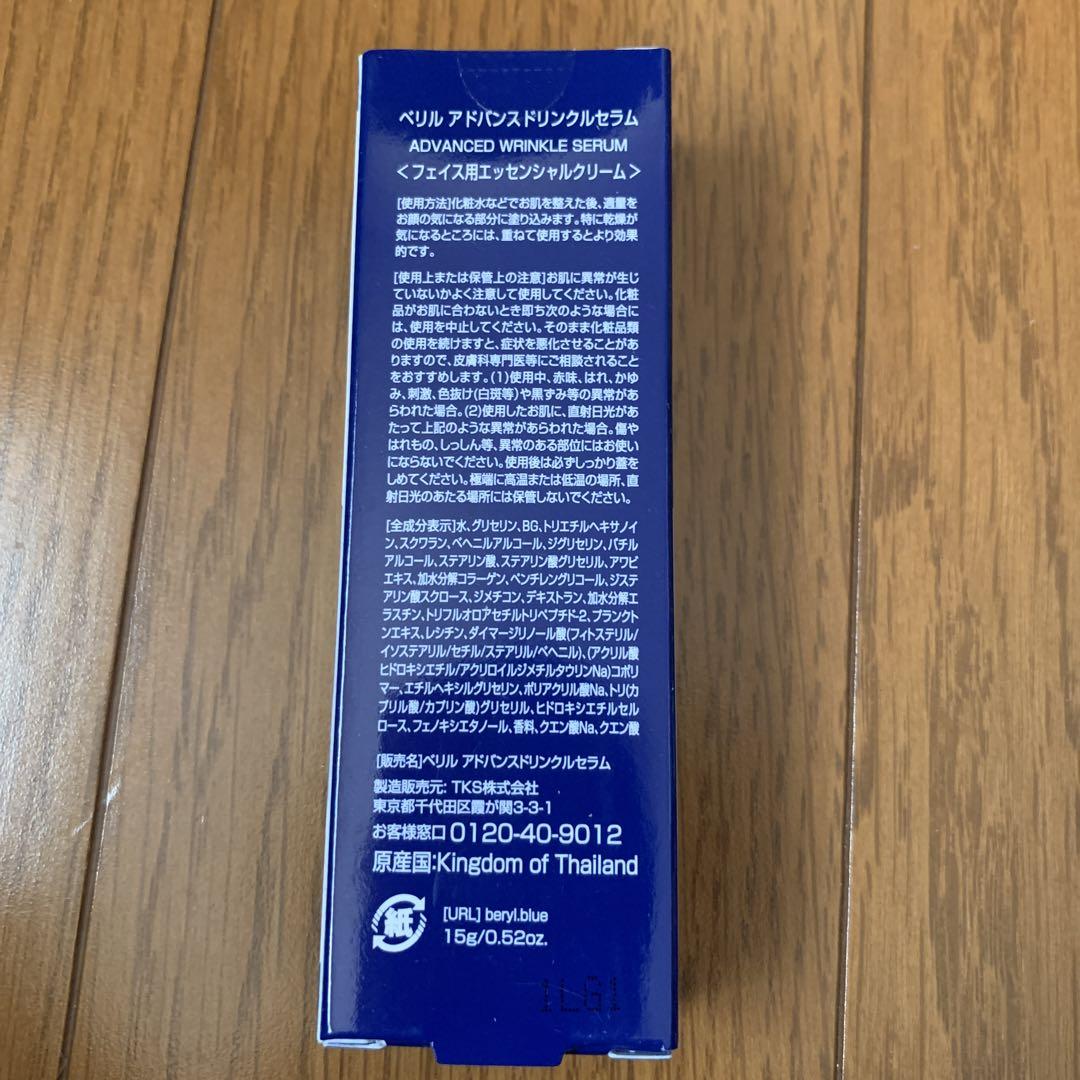 ベリル アドバンスドリンクルセラム
ADVANCED WRINKLE SERUM
＜フェイス用エッセンシャルクリーム＞
[使用方法]化粧水などでお肌を整えた後、適量を
お顔の気になる部分に塗り込みます。特に乾燥が
気になるところには、重ねて使用するとより効果
的です。
[使用上または保管上の注意]お肌に異常が生じ
ていないかよく注意して使用してください。化粧
品がお肌に合わないとき即ち次のような場合に
は、使用を中止してください。そのまま化粧品類
の使用を続けますと、症状を悪化させることがあ
りますので、皮膚科専門医等にご相談されること
をおすすめします。(1)使用中、赤味、はれ、かゆ
み、刺激、色抜け(白斑等)や黒ずみ等の異常があ
らわれた場合。(2)使用したお肌に、直射日光があ
たって上記のような異常があらわれた場合。傷や
はれもの、しっしん等、異常のある部位にはお使い
にならないでください。使用後は必ずしっかり蓋を
しめてください。極端に高温または低温の場所、直
射日光のあたる場所には保管しないでください。
[全成分表示]水、グリセリン、BG、トリエチルヘキサノイ
ン、スクワラン、ベヘニルアルコール、ジグリセリン、バチル
アルコール、ステアリン酸、ステアリン酸グリセリル、アワビ
エキス、加水分解コラーゲン、ペンチレングリコール、ジステ
アリン酸スクロース、ジメチコン、デキストラン、加水分解エ
ラスチン、トリフルオロアセチルトリペプチド-2、プランクト
ンエキス、レシチン、ダイマージリノール酸(フィトステリル/
イソステアリル/セチル/ステアリル/ベヘニル)、(アクリル酸
ヒドロキシエチル/アクリロイルジメチルタウリンNa)コポリ
マー、エチルヘキシルグリセリン、ポリアクリル酸Na、トリ(カ
プリル酸/カプリン酸)グリセリル、ヒドロキシエチルセル
ロース、フェノキシエタノール、香料、クエン酸Na、クエン酸
[販売名]ベリル アドバンスドリンクルセラム
製造販売元: TKS株式会社
東京都千代田区霞が関3-3-1
お客様窓口 0120-40-9012
原産国:Kingdom of Thailand
紙
[URL] beryl.blue
15g/0.52oz.
1LG1